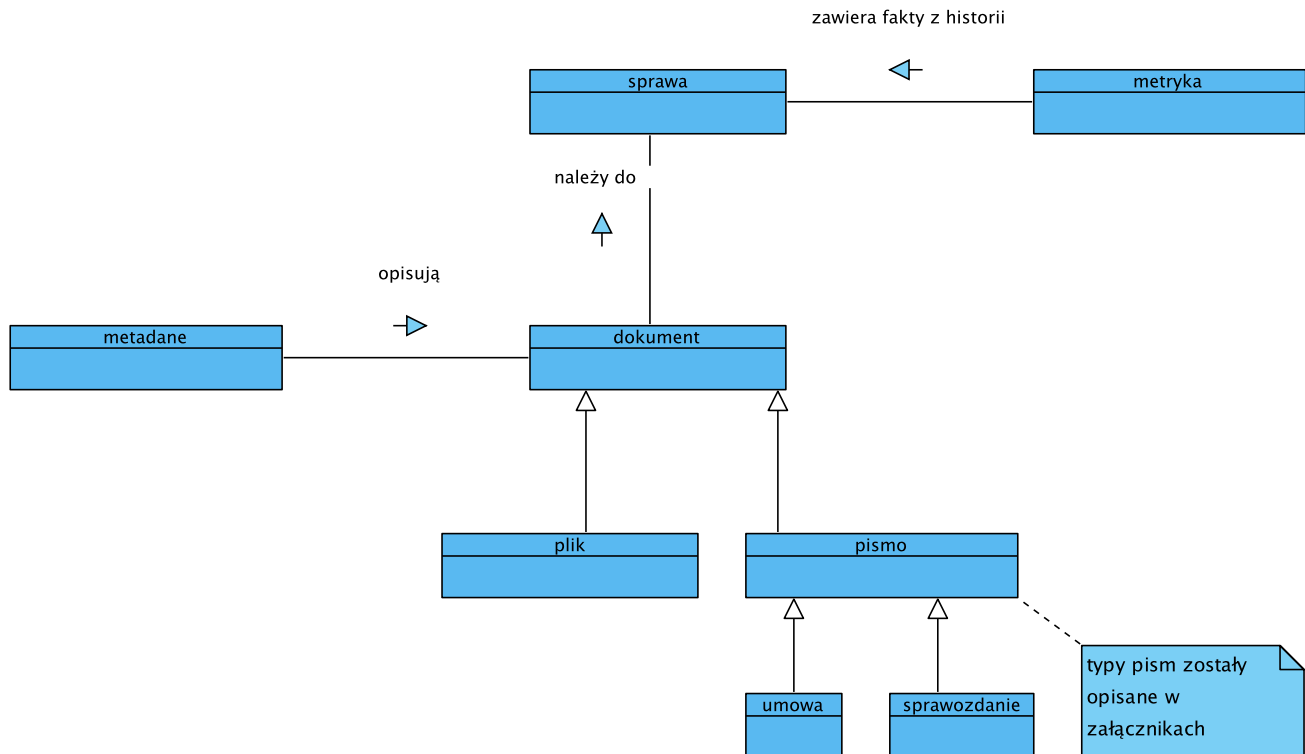 zawiera fakty z historii
sprawa
metryka
należy do
opisują
metadane
dokument
plik
pismo
typy pism zostały
opisane w
załącznikach
umowa
sprawozdanie